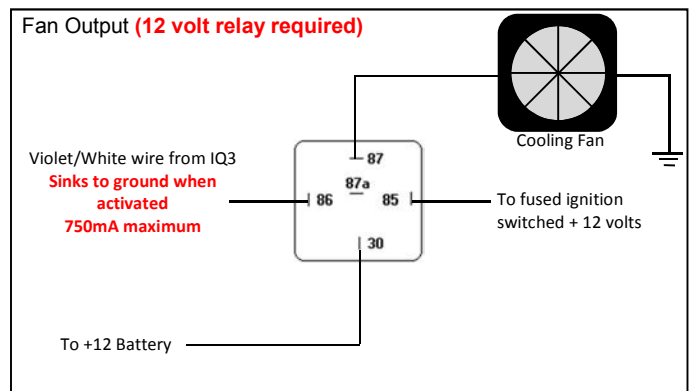 Fan Output (12 volt relay required)
Cooling Fan
Violet/White wire from IQ3
Sinks to ground when
activated
750mA maximum
87
87a
86
85
30
To fused ignition
switched + 12 volts
To +12 Battery